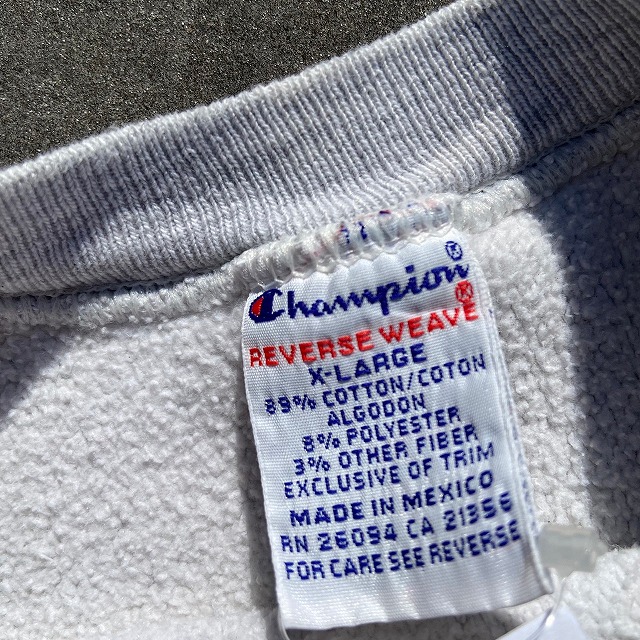 Champion®
REVERSE WEAVE®
X-LARGE
89% COTTON/COTON
ALGODON
8% POLYESTER
3% OTHER FIBER
EXCLUSIVE OF TRIM
MADE IN MEXICO
RN 26094 CA 21356
FOR CARE SEE REVERSE